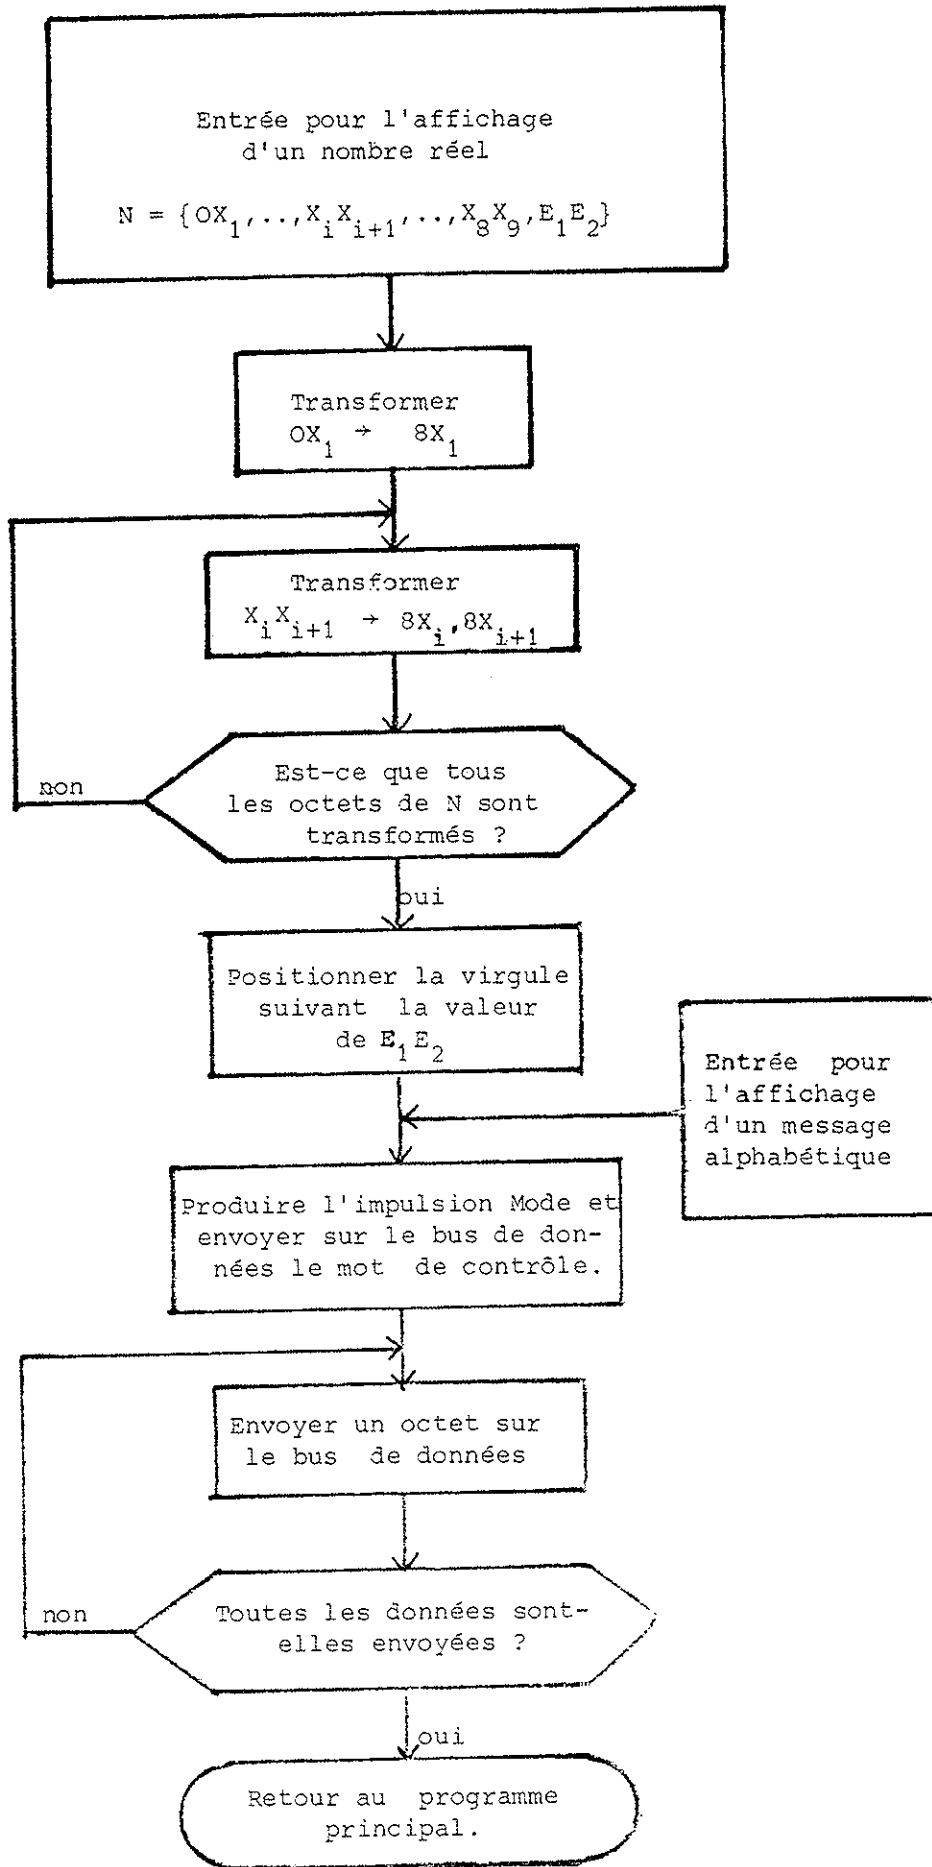 Entrée pour l'affichage
d'un nombre réel
N = {OX₁,..,XᵢXᵢ₊₁,..,X₈X₉,E₁E₂}
Transformer
OX₁ → 8X₁
Transformer
XᵢXᵢ₊₁ → 8Xᵢ,8Xᵢ₊₁
Est-ce que tous
les octets de N sont
transformés ?
non
oui
Positionner la virgule
suivant la valeur
de E₁E₂
Entrée pour
l'affichage
d'un message
alphabétique
Produire l'impulsion Mode et
envoyer sur le bus de don-
nées le mot de contrôle.
Envoyer un octet sur
le bus de données
Toutes les données sont-
elles envoyées ?
non
oui
Retour au programme
principal.